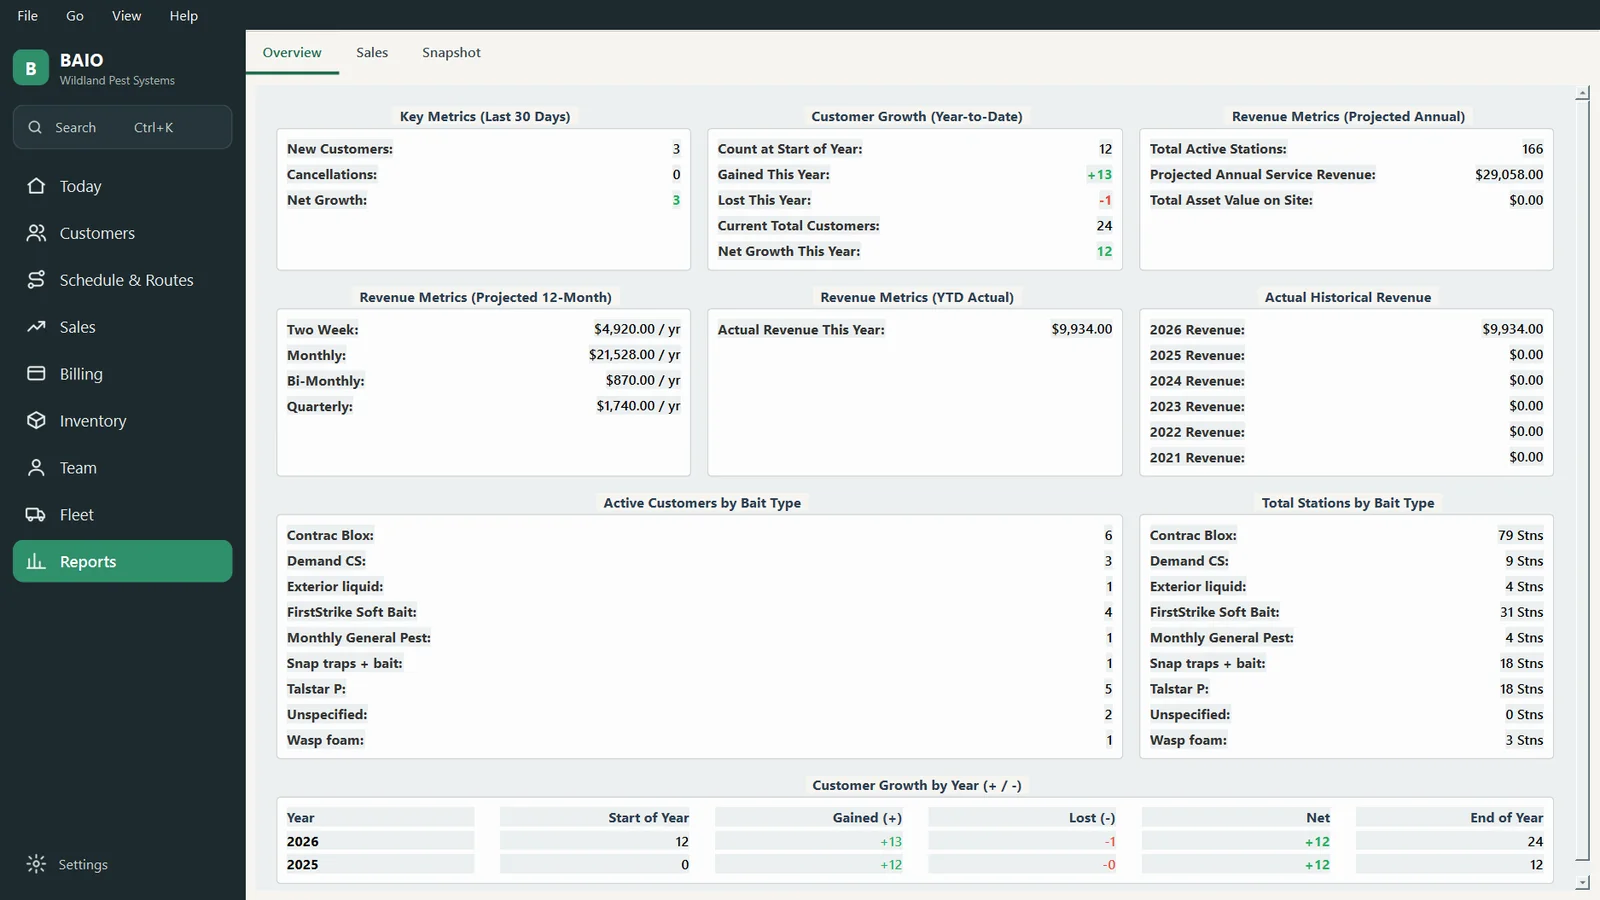 File Go View Help
B
BAIO
Wildland Pest Systems
Search Ctrl+K
Today
Customers
Schedule & Routes
Sales
Billing
Inventory
Team
Fleet
Reports
Settings
Overview Sales Snapshot
Key Metrics (Last 30 Days)
New Customers: 3
Cancellations: 0
Net Growth: 3
Customer Growth (Year-to-Date)
Count at Start of Year: 12
Gained This Year: +13
Lost This Year: -1
Current Total Customers: 24
Net Growth This Year: 12
Revenue Metrics (Projected Annual)
Total Active Stations: 166
Projected Annual Service Revenue: $29,058.00
Total Asset Value on Site: $0.00
Revenue Metrics (Projected 12-Month)
Two Week: $4,920.00 / yr
Monthly: $21,528.00 / yr
Bi-Monthly: $870.00 / yr
Quarterly: $1,740.00 / yr
Revenue Metrics (YTD Actual)
Actual Revenue This Year: $9,934.00
Actual Historical Revenue
2026 Revenue: $9,934.00
2025 Revenue: $0.00
2024 Revenue: $0.00
2023 Revenue: $0.00
2022 Revenue: $0.00
2021 Revenue: $0.00
Active Customers by Bait Type
Contrac Blox: 6
Demand CS: 3
Exterior liquid: 1
FirstStrike Soft Bait: 4
Monthly General Pest: 1
Snap traps + bait: 1
Talstar P: 5
Unspecified: 2
Wasp foam: 1
Total Stations by Bait Type
Contrac Blox: 79 Stns
Demand CS: 9 Stns
Exterior liquid: 4 Stns
FirstStrike Soft Bait: 31 Stns
Monthly General Pest: 4 Stns
Snap traps + bait: 18 Stns
Talstar P: 18 Stns
Unspecified: 0 Stns
Wasp foam: 3 Stns
Customer Growth by Year (+ / -)
Year Start of Year Gained (+) Lost (-) Net End of Year
2026 12 +13 -1 +12 24
2025 0 +12 -0 +12 12